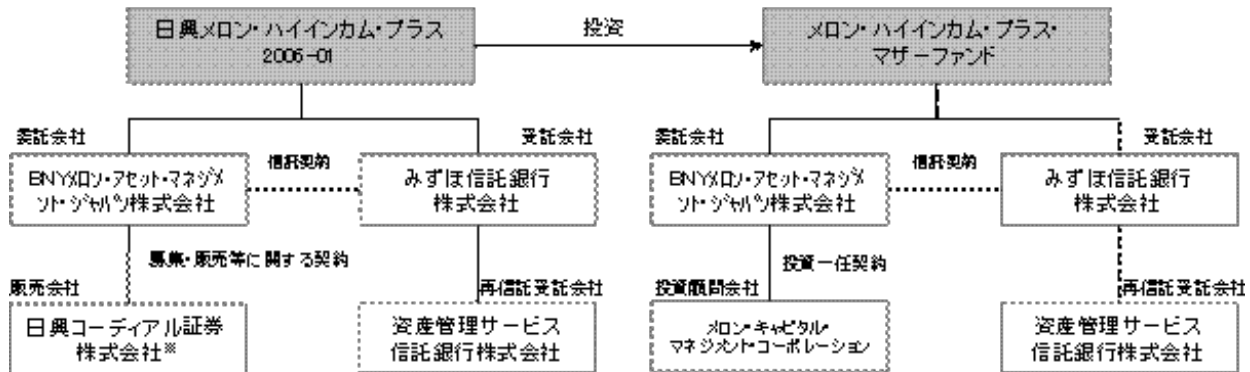 日興メロン・ハイインカム・プラス
2006-01
投資
メロン・ハイインカム・プラス・
マザーファンド
委託会社
受託会社
委託会社
受託会社
BNYメロン・アセット・マネジメ
ント・ジャパン株式会社
信託契約
みずほ信託銀行
株式会社
BNYメロン・アセット・マネジメ
ント・ジャパン株式会社
信託契約
みずほ信託銀行
株式会社
募集・販売等に関する契約
投資一任契約
販売会社
再信託受託会社
投資顧問会社
再信託受託会社
日興コーディアル証券
株式会社※
資産管理サービス
信託銀行株式会社
メロン・キャピタル・
マネジメント・コーポレーション
資産管理サービス
信託銀行株式会社